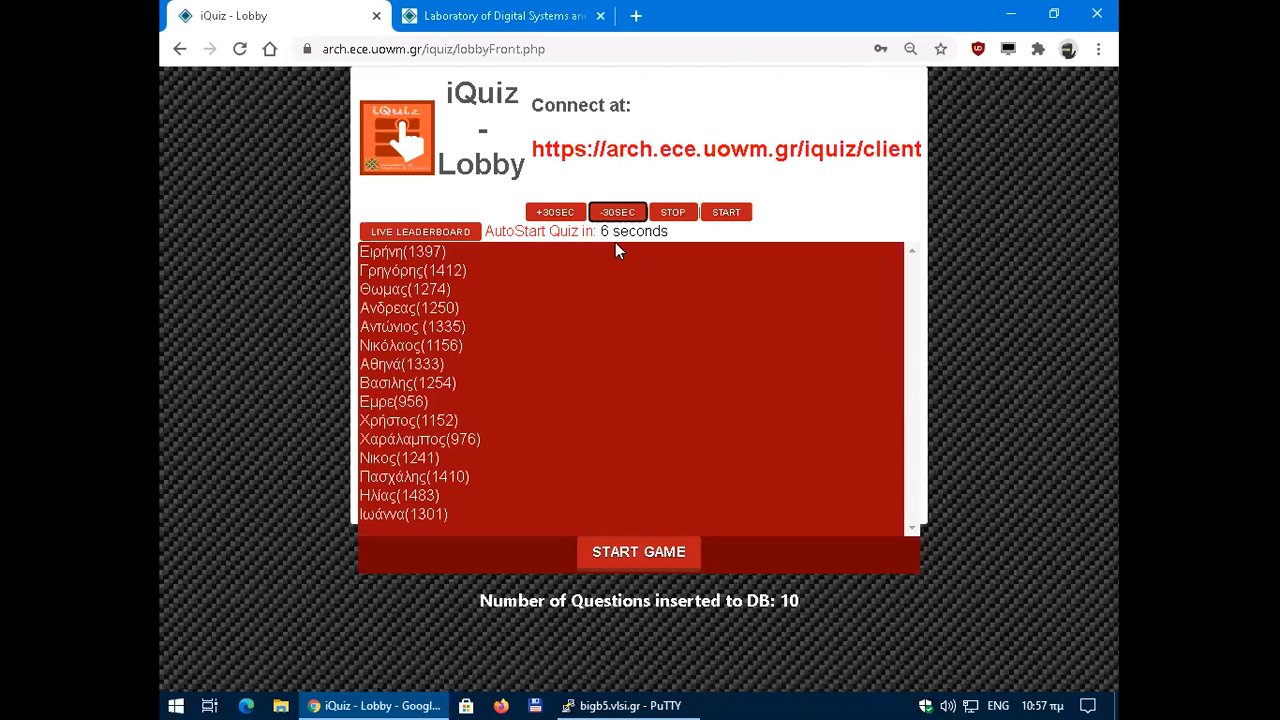 iQuiz - Lobby
Laboratory of Digital Systems an
arch.ece.uowm.gr/iquiz/lobbyFront.php
iQuiz
iQuiz
-
Lobby
Connect at:
https://arch.ece.uowm.gr/iquiz/client
+30SEC
-30SEC
STOP
START
LIVE LEADERBOARD
AutoStart Quiz in: 6 seconds
Ειρήνη(1397)
Γρηγόρης(1412)
Θωμας(1274)
Ανδρεας(1250)
Αντώνιος (1335)
Νικόλαος(1156)
Αθηνά(1333)
Βασιλης(1254)
Εμρε(956)
Χρήστος(1152)
Χαράλαμπος(976)
Νικος(1241)
Πασχάλης(1410)
Ηλίας(1483)
Ιωάννα(1301)
START GAME
Number of Questions inserted to DB: 10
iQuiz - Lobby - Googl...
bigb5.vlsi.gr - PuTTY
ENG
10:57 πμ